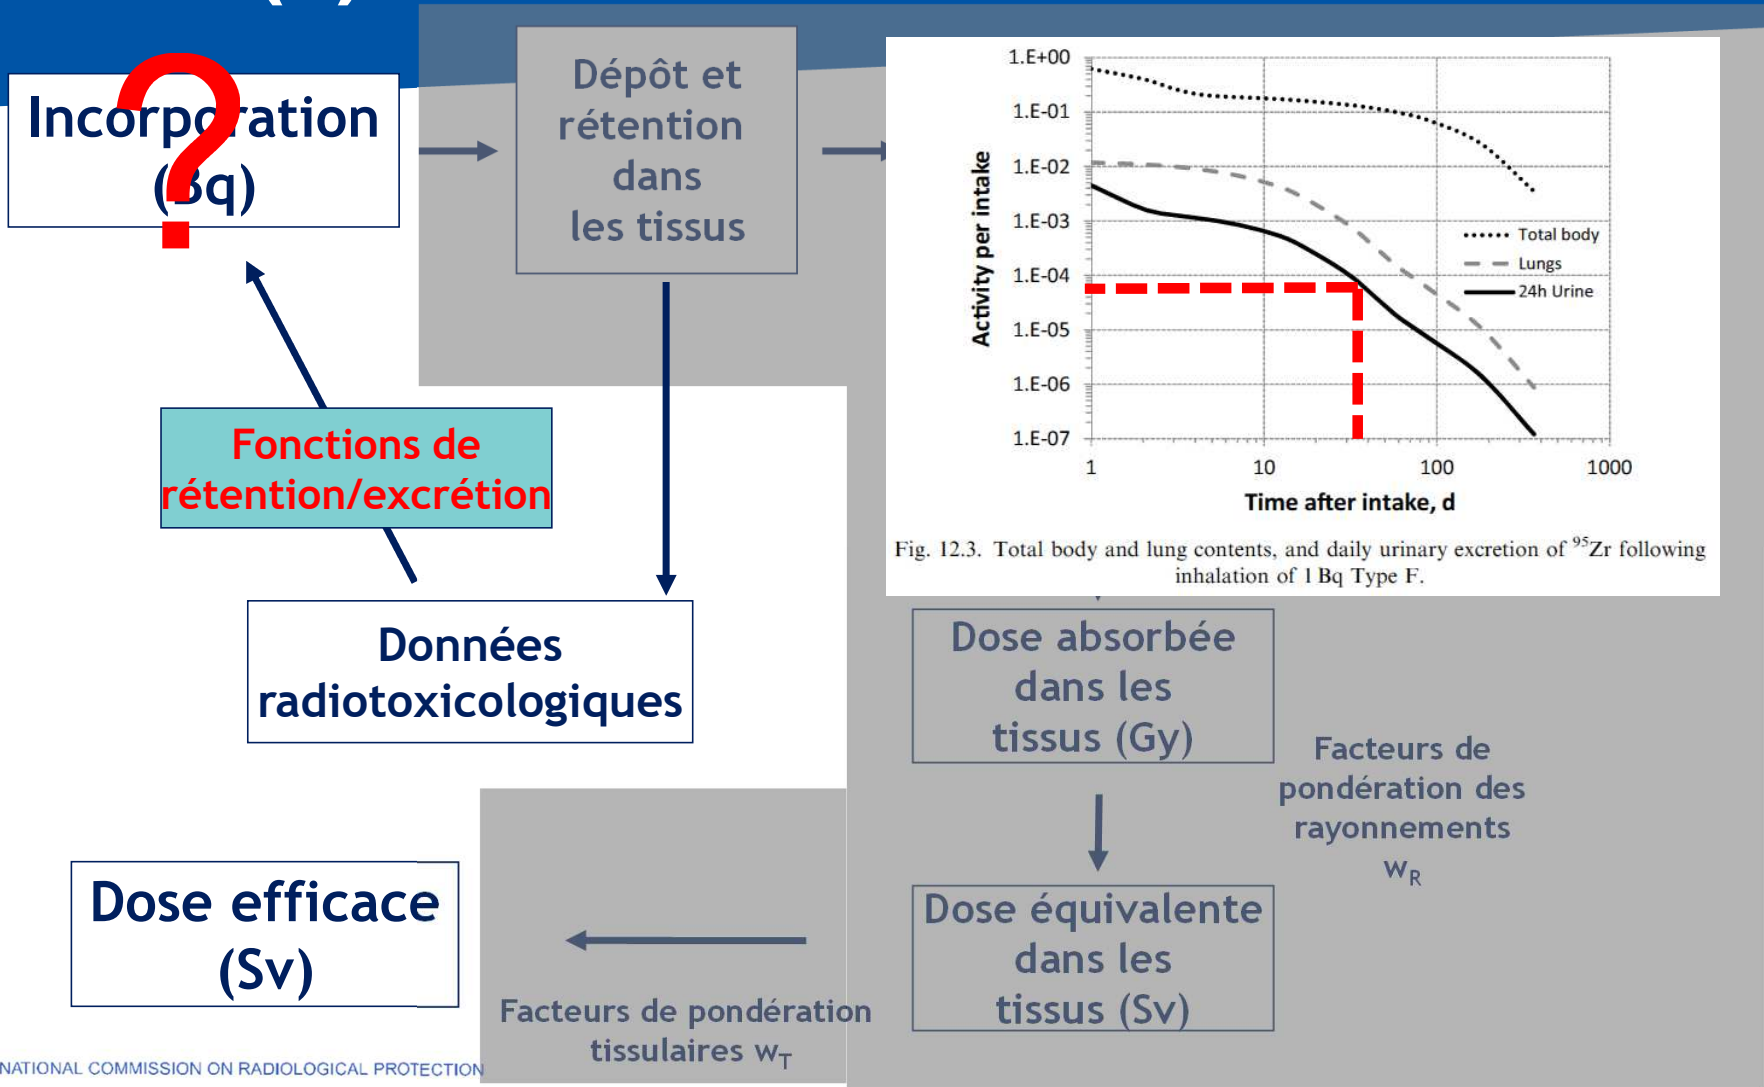 Incorporation
(Bq)
?
Dépôt et
rétention
dans
les tissus
1.E+00
1.E-01
1.E-02
1.E-03
1.E-04
1.E-05
1.E-06
1.E-07
Activity per intake
Total body
Lungs
24h Urine
1
10
100
1000
Time after intake, d
Fig. 12.3. Total body and lung contents, and daily urinary excretion of ⁹⁵Zr following
inhalation of 1 Bq Type F.
Fonctions de
rétention/excrétion
Données
radiotoxicologiques
Dose absorbée
dans les
tissus (Gy)
Facteurs de
pondération des
rayonnements
w_R
Dose équivalente
dans les
tissus (Sv)
Facteurs de pondération
tissulaires w_T
Dose efficace
(Sv)
NATIONAL COMMISSION ON RADIOLOGICAL PROTECTION